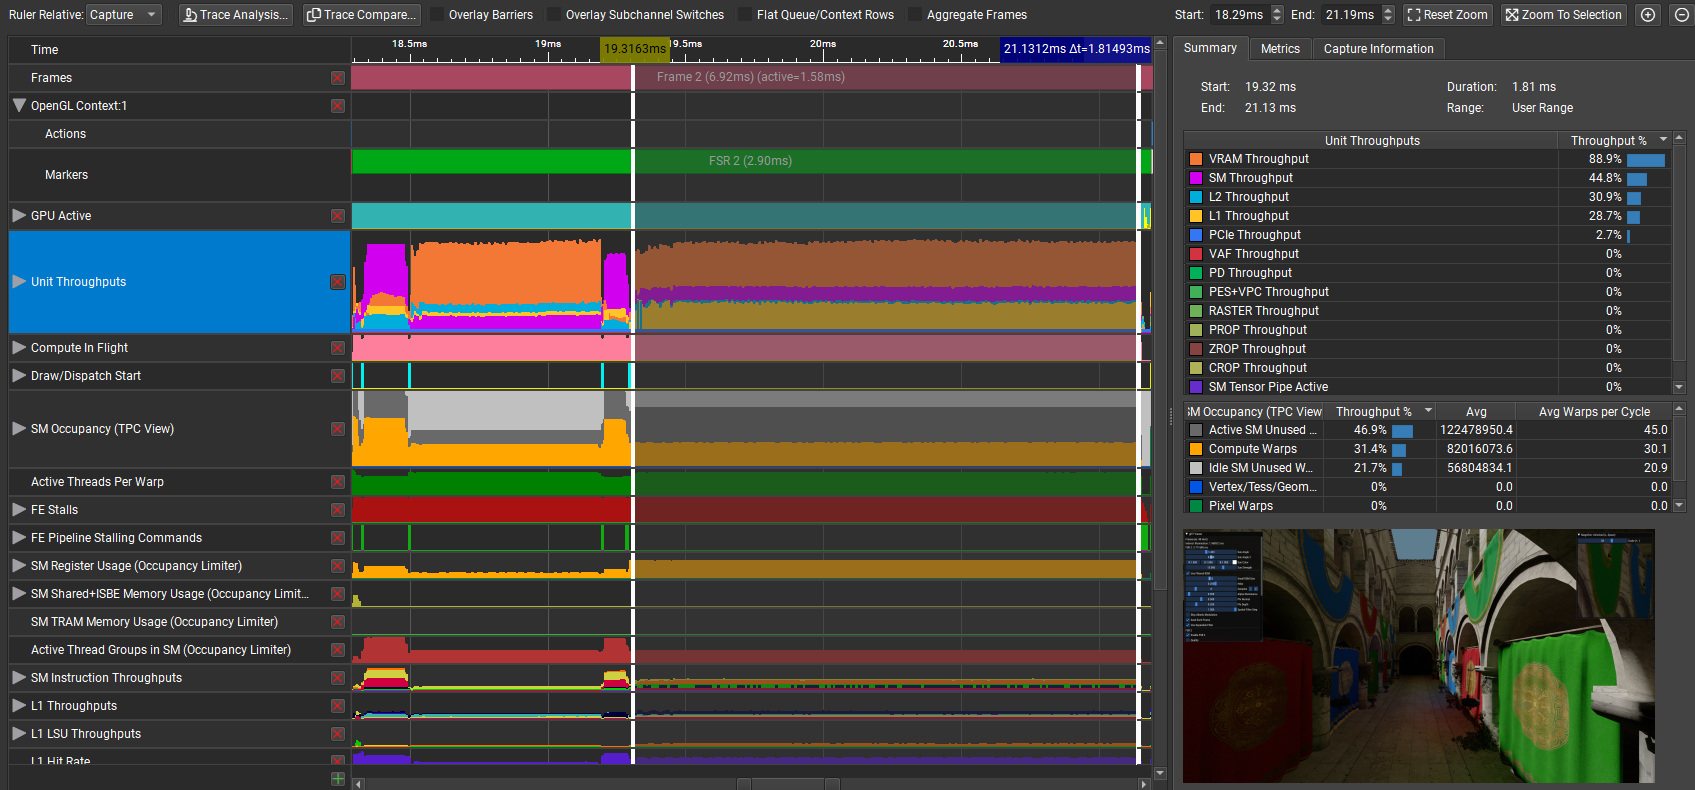 Ruler Relative: Capture Trace Analysis... Trace Compare... Overlay Barriers Overlay Subchannel Switches Flat Queue/Context Rows Aggregate Frames Start: 18.29ms End: 21.19ms Reset Zoom Zoom To Selection
Time 18.5ms 19ms 19.3163ms 9.5ms 20ms 20.5ms 21.1312ms Δt=1.81493ms
Frames Frame 2 (6.92ms) (active=1.58ms)
OpenGL Context:1
Actions
Markers FSR 2 (2.90ms)
GPU Active
Unit Throughputs
Compute In Flight
Draw/Dispatch Start
SM Occupancy (TPC View)
Active Threads Per Warp
FE Stalls
FE Pipeline Stalling Commands
SM Register Usage (Occupancy Limiter)
SM Shared+ISBE Memory Usage (Occupancy Limit...
SM TRAM Memory Usage (Occupancy Limiter)
Active Thread Groups in SM (Occupancy Limiter)
SM Instruction Throughputs
L1 Throughputs
L1 LSU Throughputs
L1 Hit Rate
Summary Metrics Capture Information
Start: 19.32 ms Duration: 1.81 ms
End: 21.13 ms Range: User Range
Unit Throughputs Throughput %
VRAM Throughput 88.9%
SM Throughput 44.8%
L2 Throughput 30.9%
L1 Throughput 28.7%
PCIe Throughput 2.7%
VAF Throughput 0%
PD Throughput 0%
PES+VPC Throughput 0%
RASTER Throughput 0%
PROP Throughput 0%
ZROP Throughput 0%
CROP Throughput 0%
SM Tensor Pipe Active 0%
SM Occupancy (TPC View Throughput % Avg Avg Warps per Cycle
Active SM Unused ... 46.9% 122478950.4 45.0
Compute Warps 31.4% 82016073.6 30.1
Idle SM Unused W... 21.7% 56804834.1 20.9
Vertex/Tess/Geom... 0% 0.0 0.0
Pixel Warps 0% 0.0 0.0